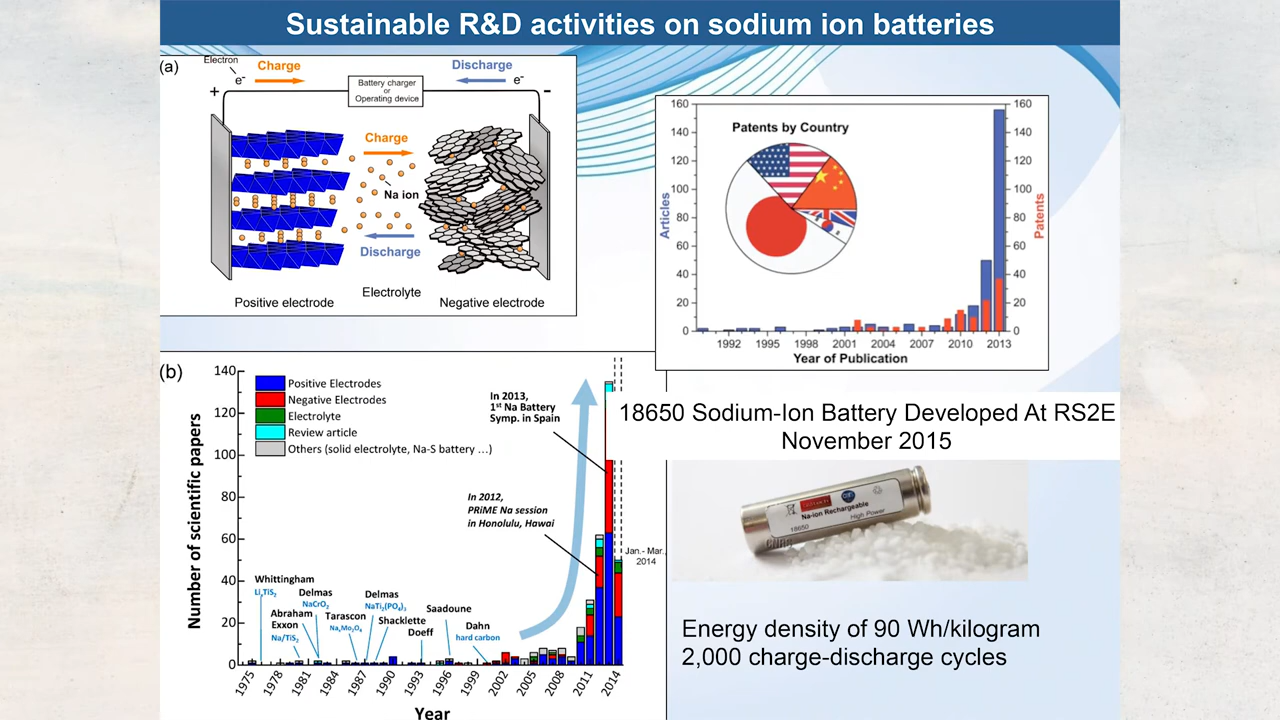 Sustainable R&D activities on sodium ion batteries
(a)
Electron
e-
Charge
Discharge
e-
+
Battery charger
or
Operating device
-
Charge
Na ion
Discharge
Positive electrode
Electrolyte
Negative electrode
Patents by Country
Articles
Patents
160
140
120
100
80
60
40
20
0
160
140
120
100
80
60
40
20
0
1992 1995 1998 2001 2004 2007 2010 2013
Year of Publication
(b)
Number of scientific papers
140
120
100
80
60
40
20
0
Positive Electrodes
Negative Electrodes
Electrolyte
Review article
Others (solid electrolyte, Na-S battery ...)
In 2013,
1st Na Battery
Symp. in Spain
In 2012,
PRiME Na session
in Honolulu, Hawai
Jan.- Mar.,
2014
Whittingham
LixTiS2
Abraham
Exxon
Na/TiS2
Delmas
NaCrO2
Tarascon
NaxMo2O4
Delmas
NaTi2(PO4)3
Shacklette
Doeff
Saadoune
Dahn
hard carbon
1975 1978 1981 1984 1987 1990 1993 1996 1999 2002 2005 2008 2011 2014
Year
18650 Sodium-Ion Battery Developed At RS2E
November 2015
Na-ion Rechargeable
18650
High Power
cnrs
Energy density of 90 Wh/kilogram
2,000 charge-discharge cycles